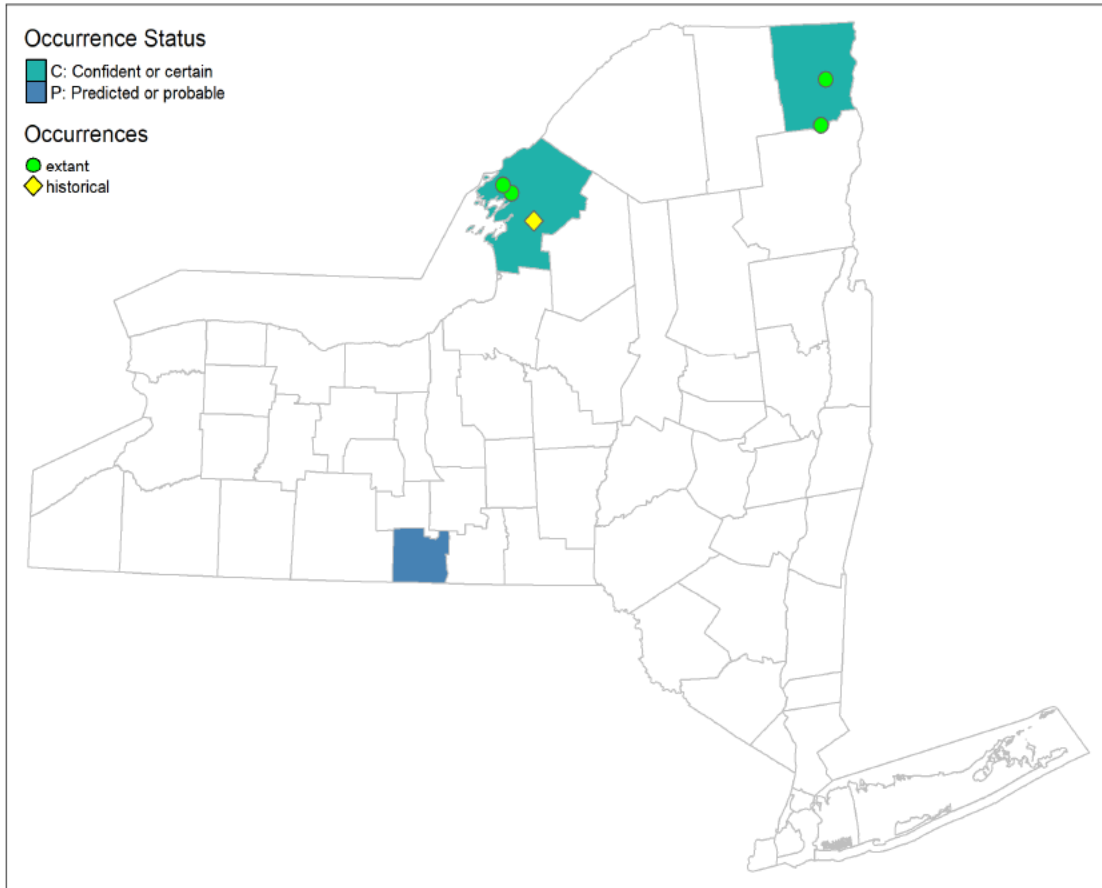 Occurrence Status
C: Confident or certain
P: Predicted or probable
Occurrences
extant
historical